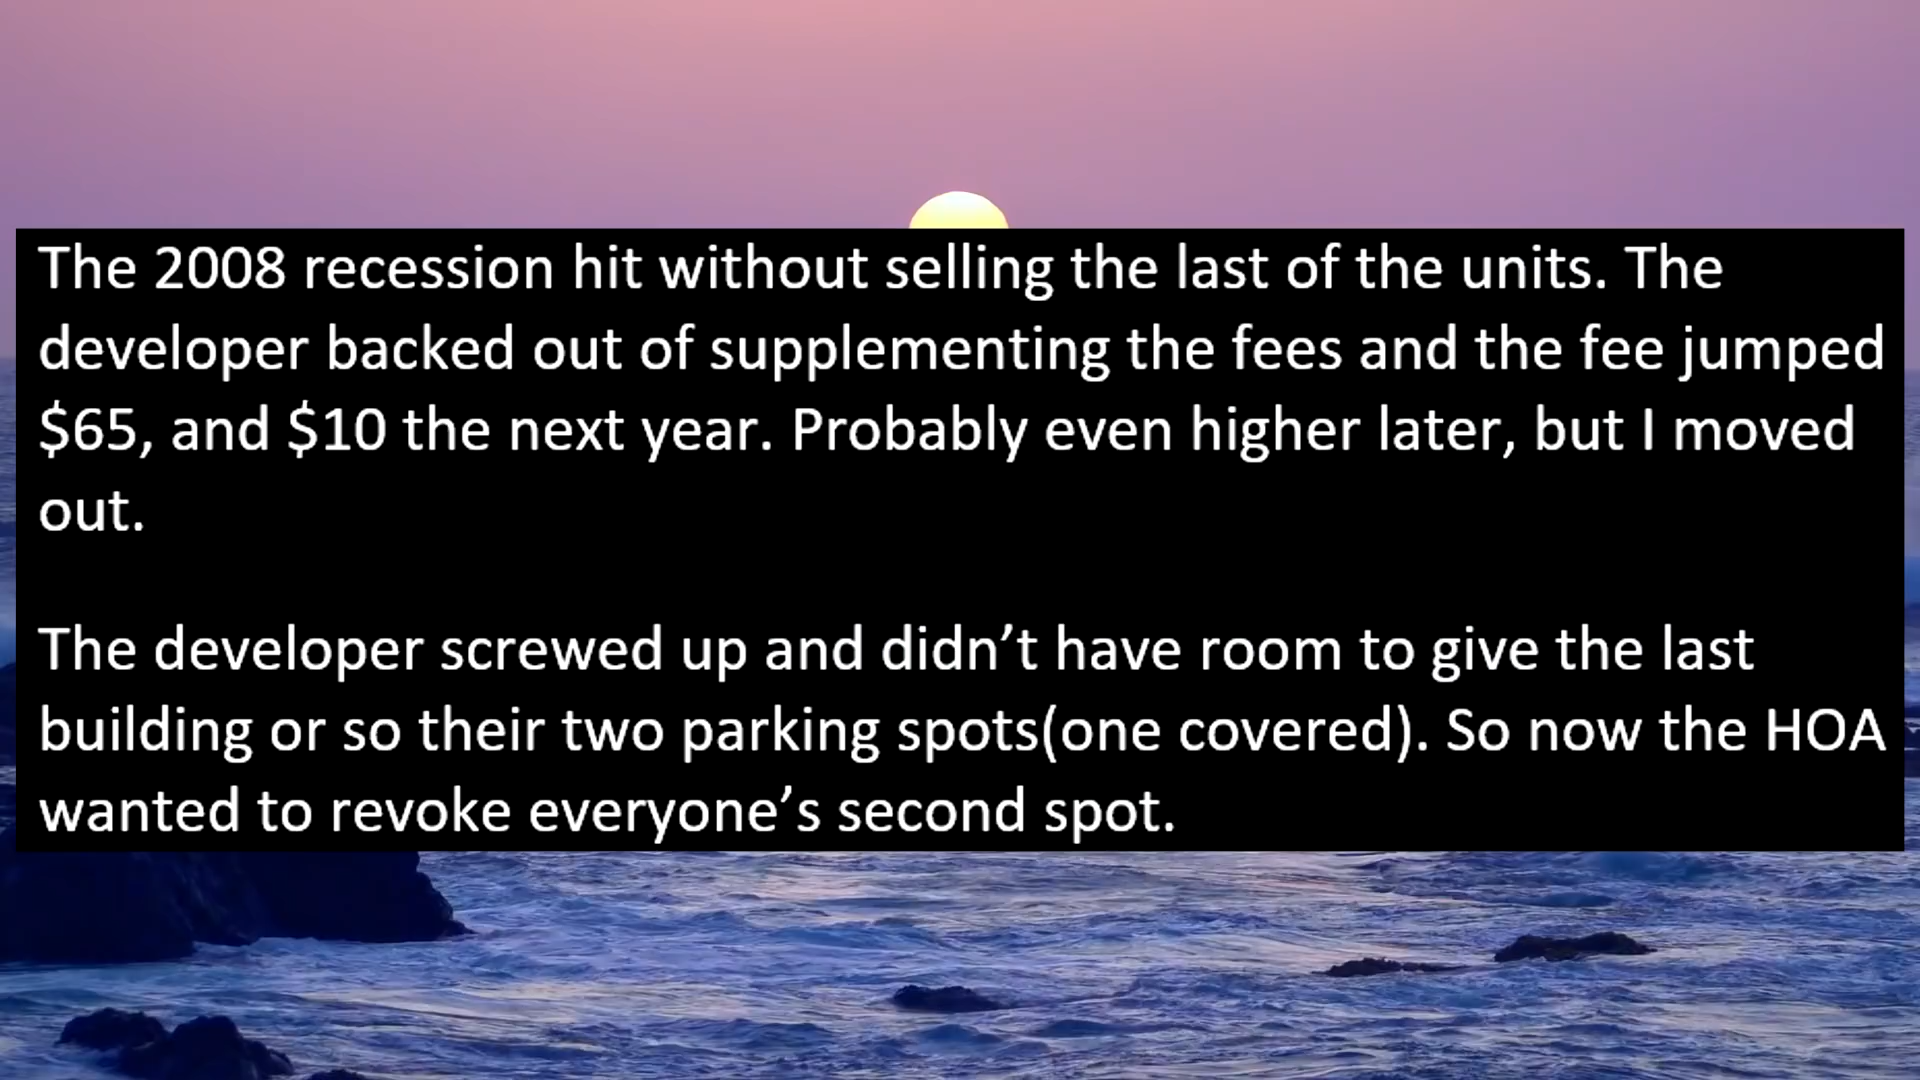 The 2008 recession hit without selling the last of the units. The
developer backed out of supplementing the fees and the fee jumped
$65, and $10 the next year. Probably even higher later, but I moved
out.
The developer screwed up and didn’t have room to give the last
building or so their two parking spots(one covered). So now the HOA
wanted to revoke everyone’s second spot.